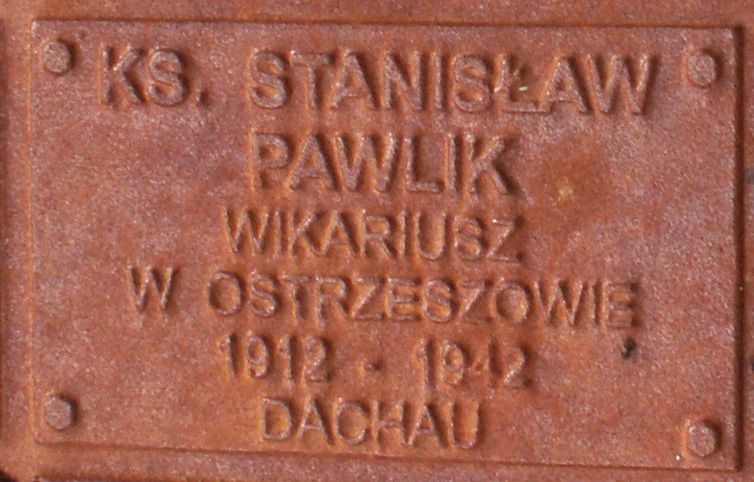 KS. STANISŁAW
PAWLIK
WIKARIUSZ
W OSTRZESZOWIE
1912 - 1942
DACHAU